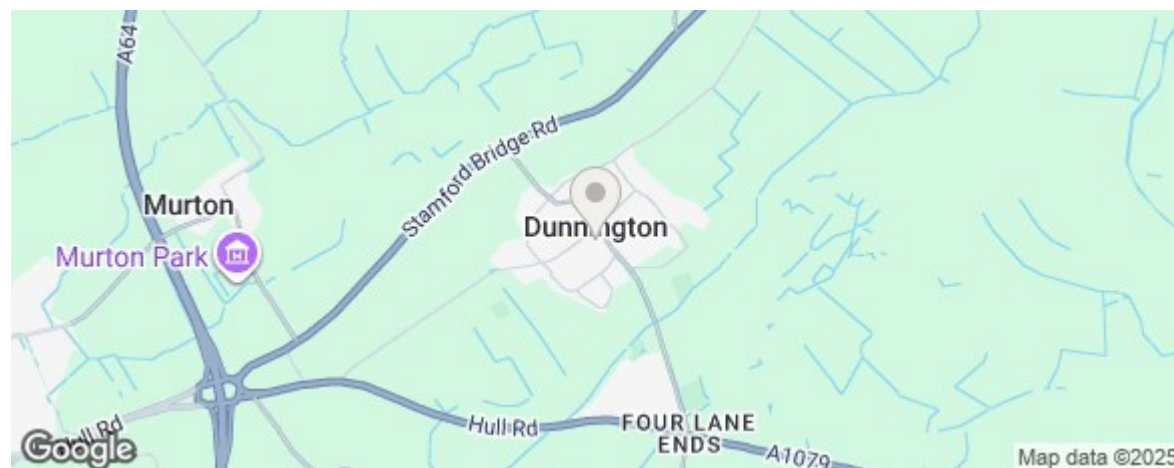 A64
Stamford Bridge Rd
Murton
Dunnington
Murton Park
Hull Rd
Hull Rd
FOUR LANE
ENDS
A1079
Google
Map data ©2025